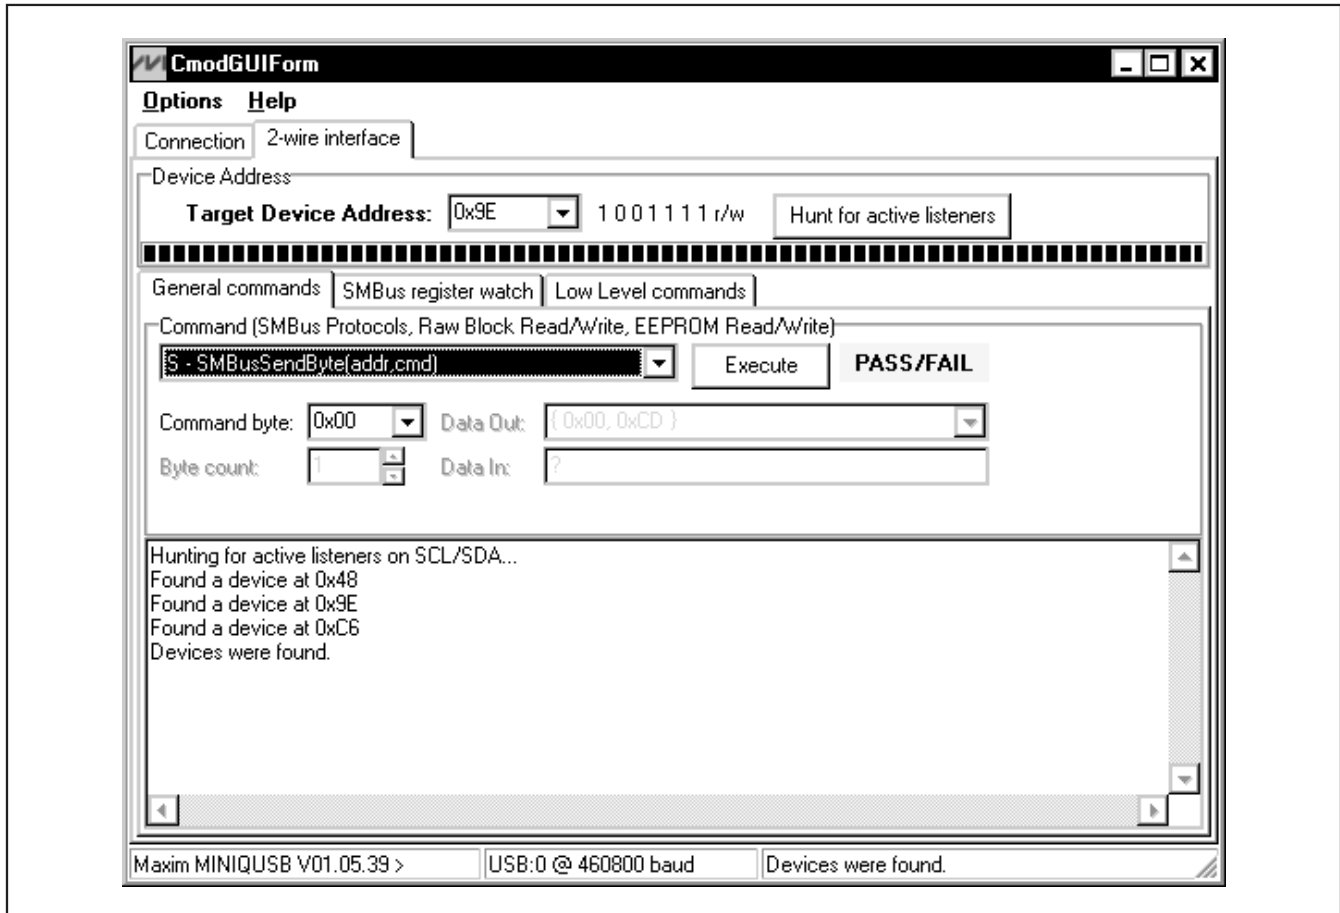 CmodGUIForm
Options Help
Connection 2-wire interface
Device Address
Target Device Address: 0x9E 1 0 0 1 1 1 1 r/w Hunt for active listeners
General commands SMBus register watch Low Level commands
Command (SMBus Protocols, Raw Block Read/Write, EEPROM Read/Write)
S - SMBusSendByte(addr,cmd) Execute PASS/FAIL
Command byte: 0x00 Data Out: { 0x00, 0xCD }
Byte count: 1 Data In: ?
Hunting for active listeners on SCL/SDA...
Found a device at 0x48
Found a device at 0x9E
Found a device at 0xC6
Devices were found.
Maxim MINIQUSB V01.05.39 > USB:0 @ 460800 baud Devices were found.